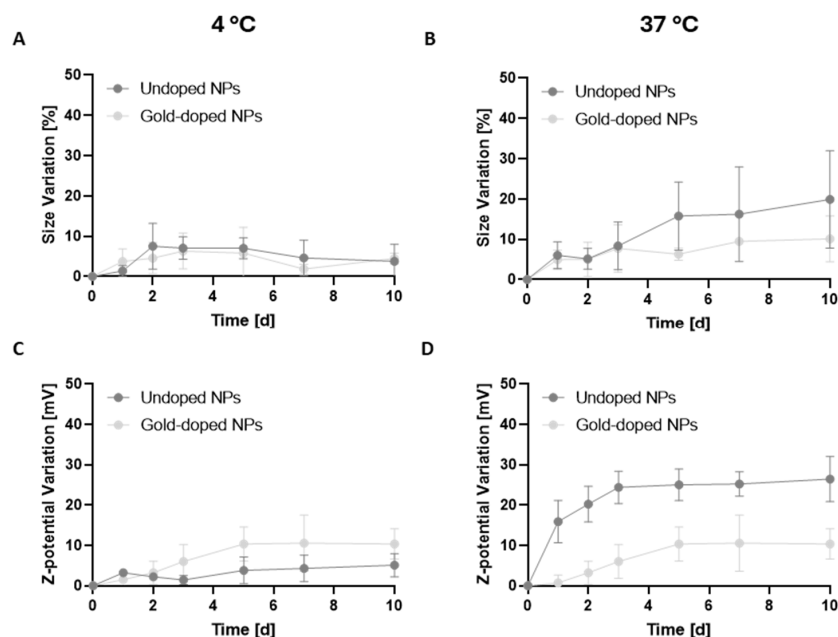 4 °C
37 °C
A
B
Size Variation [%]
50
40
30
20
10
0
Undoped NPs
Gold-doped NPs
0
2
4
6
8
10
Time [d]
Size Variation [%]
50
40
30
20
10
0
Undoped NPs
Gold-doped NPs
0
2
4
6
8
10
Time [d]
C
D
Z-potential Variation [mV]
50
40
30
20
10
0
Undoped NPs
Gold-doped NPs
0
2
4
6
8
10
Time [d]
Z-potential Variation [mV]
50
40
30
20
10
0
Undoped NPs
Gold-doped NPs
0
2
4
6
8
10
Time [d]